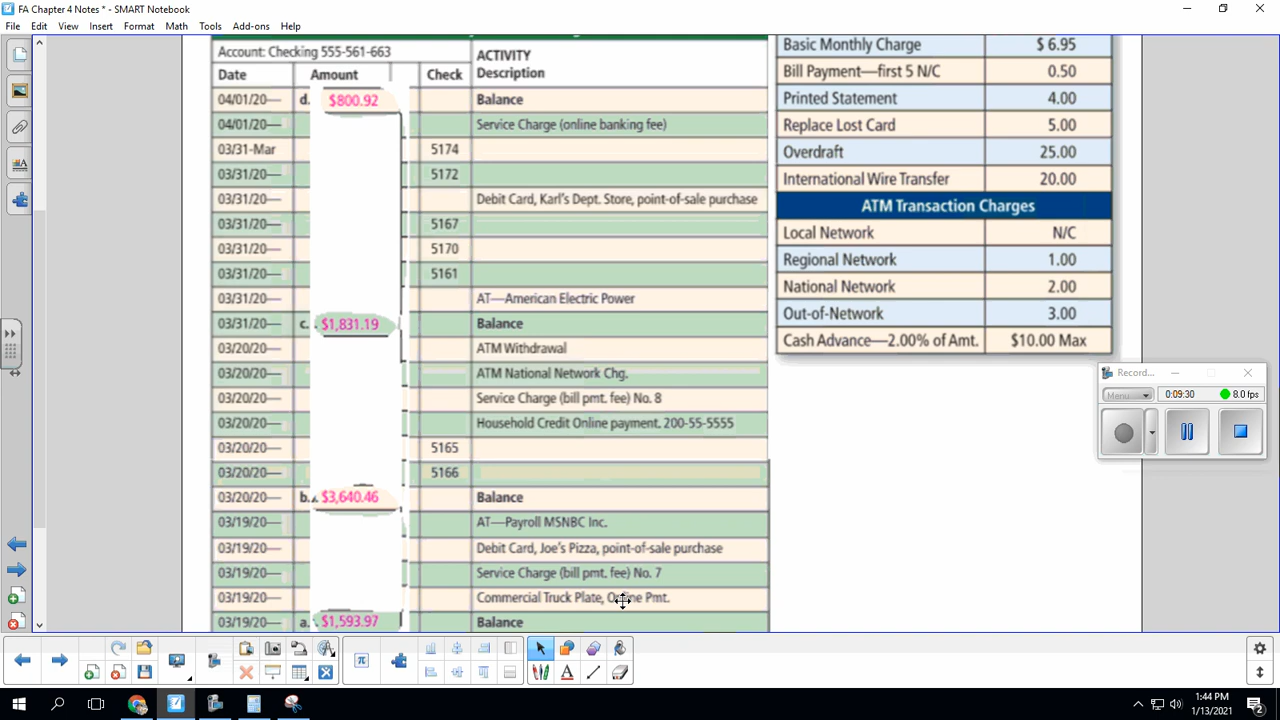 FA Chapter 4 Notes * - SMART Notebook
File Edit View Insert Format Math Tools Add-ons Help
Account: Checking 555-561-663
ACTIVITY
Date Amount Check Description
04/01/20— d. $800.92 Balance
04/01/20— Service Charge (online banking fee)
03/31-Mar 5174
03/31/20— 5172
03/31/20— Debit Card, Karl's Dept. Store, point-of-sale purchase
03/31/20— 5167
03/31/20— 5170
03/31/20— 5161
03/31/20— AT—American Electric Power
03/31/20— c. $1,831.19 Balance
03/20/20— ATM Withdrawal
03/20/20— ATM National Network Chg.
03/20/20— Service Charge (bill pmt. fee) No. 8
03/20/20— Household Credit Online payment. 200-55-5555
03/20/20— 5165
03/20/20— 5166
03/20/20— b. $3,640.46 Balance
03/19/20— AT—Payroll MSNBC Inc.
03/19/20— Debit Card, Joe's Pizza, point-of-sale purchase
03/19/20— Service Charge (bill pmt. fee) No. 7
03/19/20— Commercial Truck Plate, Online Pmt.
03/19/20— a. $1,593.97 Balance
Basic Monthly Charge $ 6.95
Bill Payment—first 5 N/C 0.50
Printed Statement 4.00
Replace Lost Card 5.00
Overdraft 25.00
International Wire Transfer 20.00
ATM Transaction Charges
Local Network N/C
Regional Network 1.00
National Network 2.00
Out-of-Network 3.00
Cash Advance—2.00% of Amt. $10.00 Max
Record...
Menu 0:09:30 8.0 fps
1:44 PM
1/13/2021
2